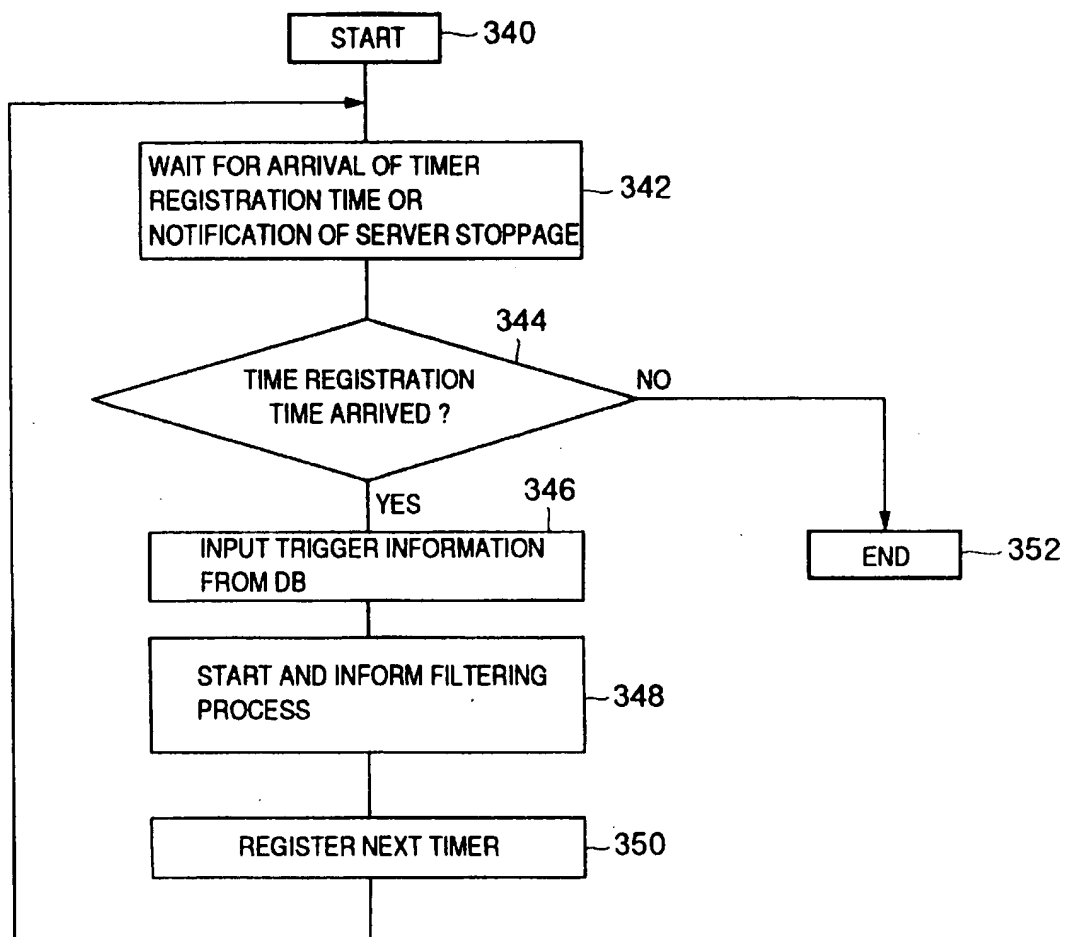 START
340
WAIT FOR ARRIVAL OF TIMER
REGISTRATION TIME OR
NOTIFICATION OF SERVER STOPPAGE
342
344
TIME REGISTRATION
TIME ARRIVED ?
NO
YES
346
INPUT TRIGGER INFORMATION
FROM DB
END
352
START AND INFORM FILTERING
PROCESS
348
REGISTER NEXT TIMER
350